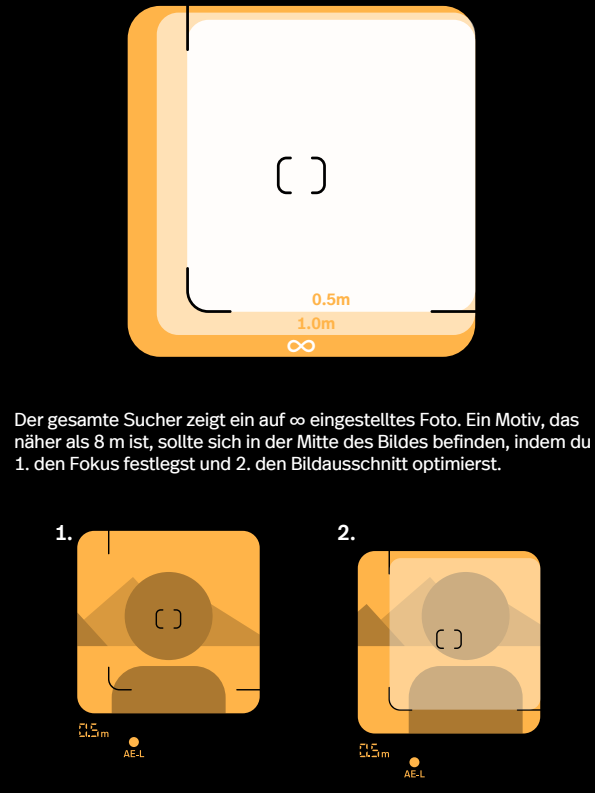 0.5m
1.0m
∞
Der gesamte Sucher zeigt ein auf ∞ eingestelltes Foto. Ein Motiv, das
näher als 8 m ist, sollte sich in der Mitte des Bildes befinden, indem du
1. den Fokus festlegst und 2. den Bildausschnitt optimierst.
1.
2.
0.5m
AE-L
0.5m
AE-L